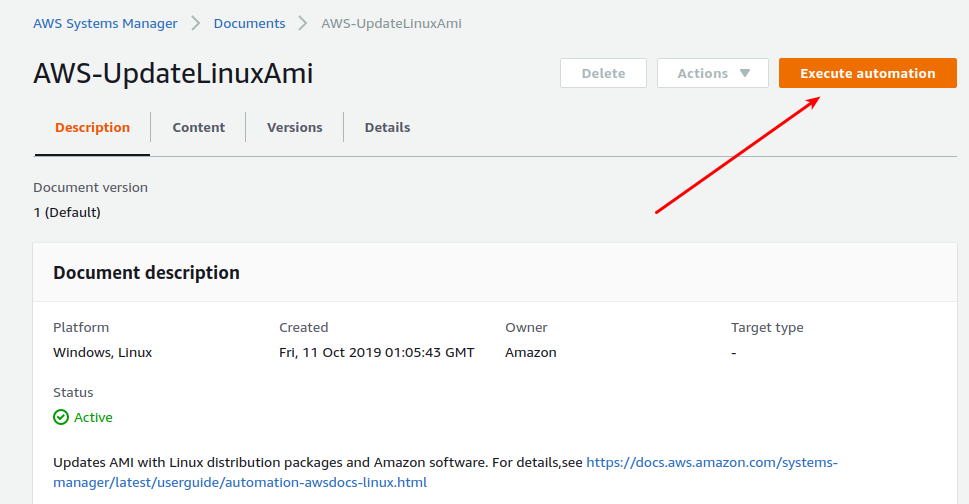 AWS Systems Manager > Documents > AWS-UpdateLinuxAmi
AWS-UpdateLinuxAmi
Delete
Actions ▼
Execute automation
Description
Content
Versions
Details
Document version
1 (Default)
Document description
Platform
Created
Owner
Target type
Windows, Linux
Fri, 11 Oct 2019 01:05:43 GMT
Amazon
-
Status
Active
Updates AMI with Linux distribution packages and Amazon software. For details,see https://docs.aws.amazon.com/systems-
manager/latest/userguide/automation-awsdocs-linux.html